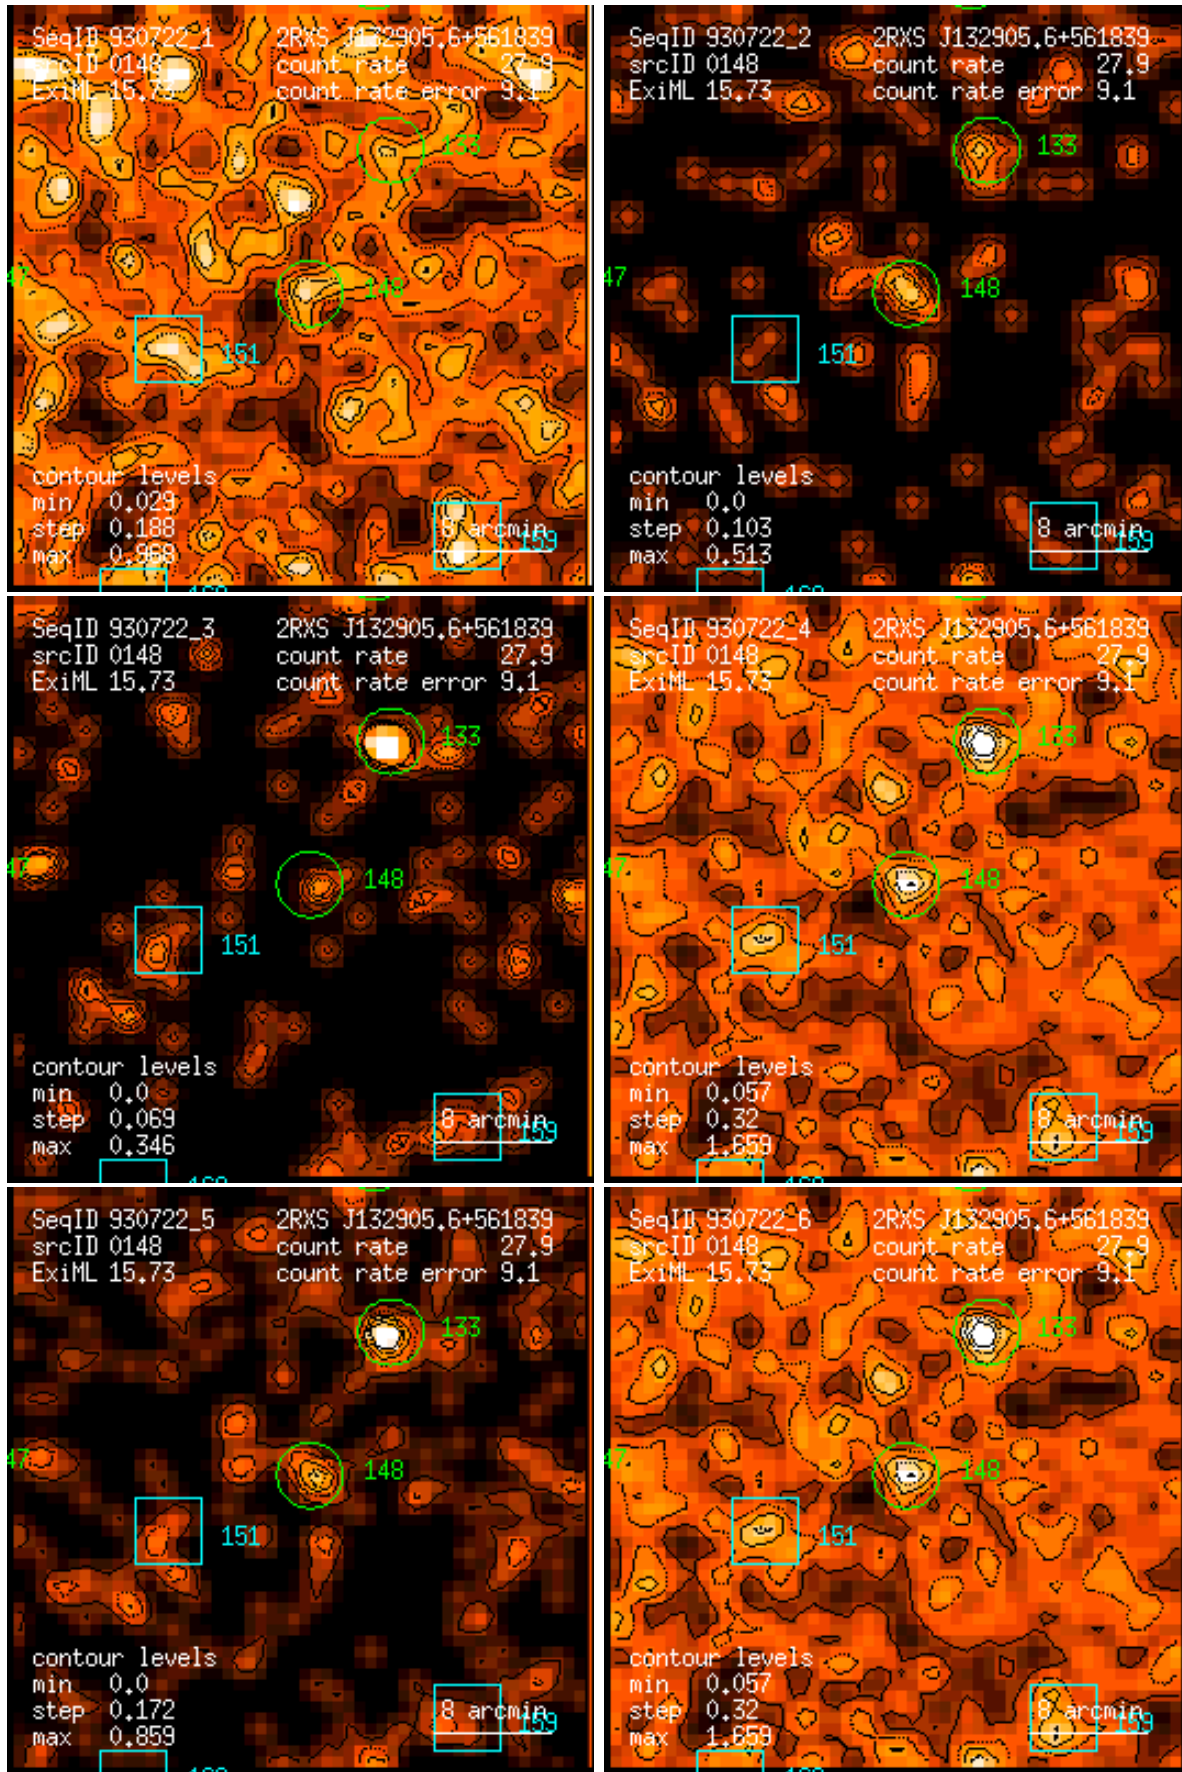 SeqID 930722_1 2RXS J132905.6+561839
srcID 0148 count rate 27.9
ExiML 15.73 count rate error 9.1
133
47
148
151
contour levels
min 0.029
step 0.188
max 0.968
8 arcmin
159
160
SeqID 930722_2 2RXS J132905.6+561839
srcID 0148 count rate 27.9
ExiML 15.73 count rate error 9.1
133
47
148
151
contour levels
min 0.0
step 0.103
max 0.513
8 arcmin
159
SeqID 930722_3 2RXS J132905.6+561839
srcID 0148 count rate 27.9
ExiML 15.73 count rate error 9.1
133
47
148
151
contour levels
min 0.0
step 0.069
max 0.346
8 arcmin
159
SeqID 930722_4 2RXS J132905.6+561839
srcID 0148 count rate 27.9
ExiML 15.73 count rate error 9.1
133
47
148
151
contour levels
min 0.057
step 0.32
max 1.659
8 arcmin
159
SeqID 930722_5 2RXS J132905.6+561839
srcID 0148 count rate 27.9
ExiML 15.73 count rate error 9.1
133
47
148
151
contour levels
min 0.0
step 0.172
max 0.859
8 arcmin
159
SeqID 930722_6 2RXS J132905.6+561839
srcID 0148 count rate 27.9
ExiML 15.73 count rate error 9.1
133
47
148
151
contour levels
min 0.057
step 0.32
max 1.659
8 arcmin
159